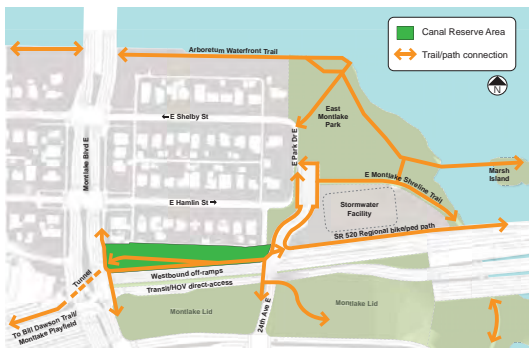 Canal Reserve Area
Trail/path connection
N
Arboretum Waterfront Trail
East
Montlake
Park
E Shelby St
E Park Dr E
Montlake Blvd E
E Montlake Shreline Trail
Marsh
Island
Stormwater
Facility
E Hamlin St
SR 520 Regional bike/ped path
Westbound off-ramps
Tunnel
Transit/HOV direct-access
Montlake Lid
24th Ave E
Montlake Lid
To Bill Dawson Trail/
Montlake Playfield